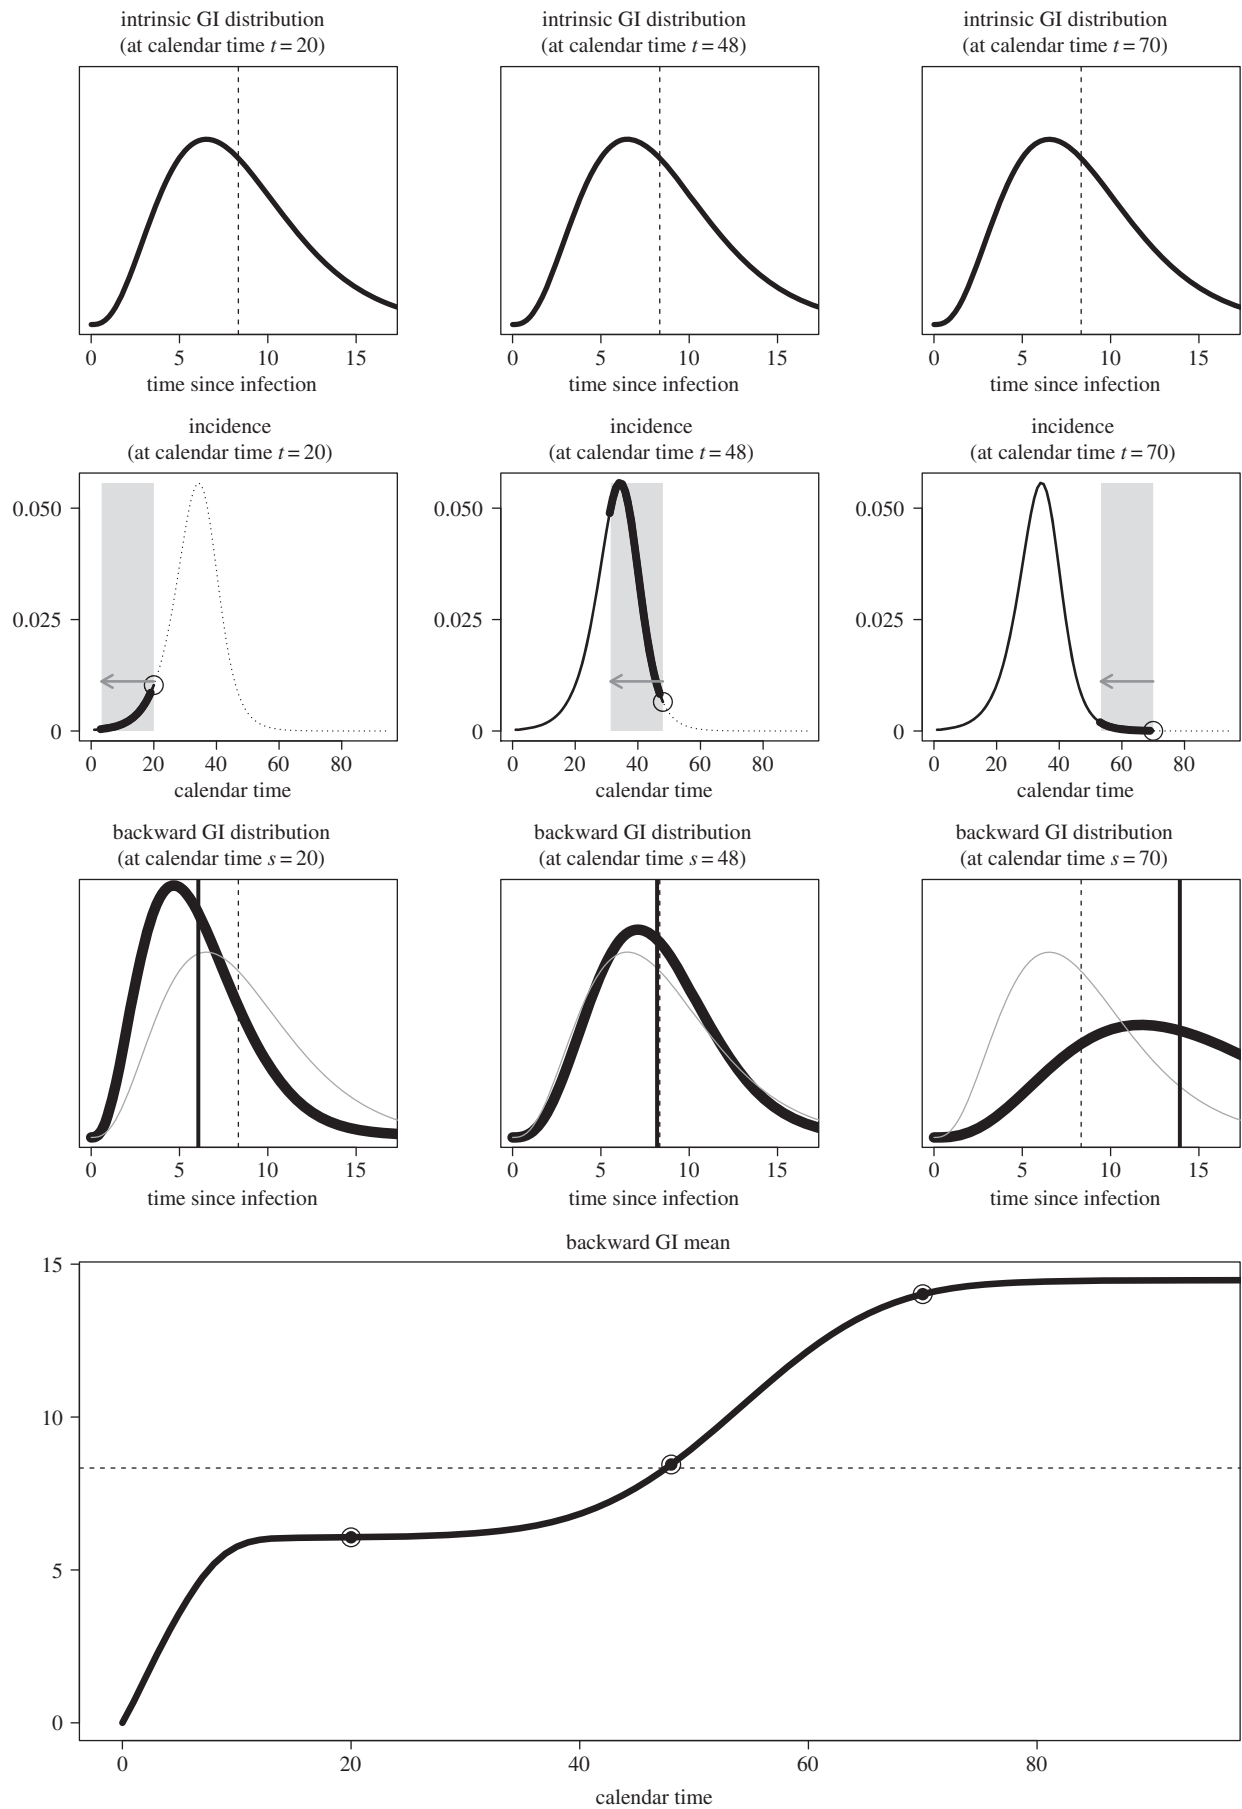 intrinsic GI distribution
(at calendar time t = 20)
intrinsic GI distribution
(at calendar time t = 48)
intrinsic GI distribution
(at calendar time t = 70)
0 5 10 15
time since infection
0 5 10 15
time since infection
0 5 10 15
time since infection
incidence
(at calendar time t = 20)
incidence
(at calendar time t = 48)
incidence
(at calendar time t = 70)
0.050
0.025
0
0 20 40 60 80
calendar time
0.050
0.025
0
0 20 40 60 80
calendar time
0.050
0.025
0
0 20 40 60 80
calendar time
backward GI distribution
(at calendar time s = 20)
backward GI distribution
(at calendar time s = 48)
backward GI distribution
(at calendar time s = 70)
0 5 10 15
time since infection
0 5 10 15
time since infection
0 5 10 15
time since infection
backward GI mean
15
10
5
0
0 20 40 60 80
calendar time